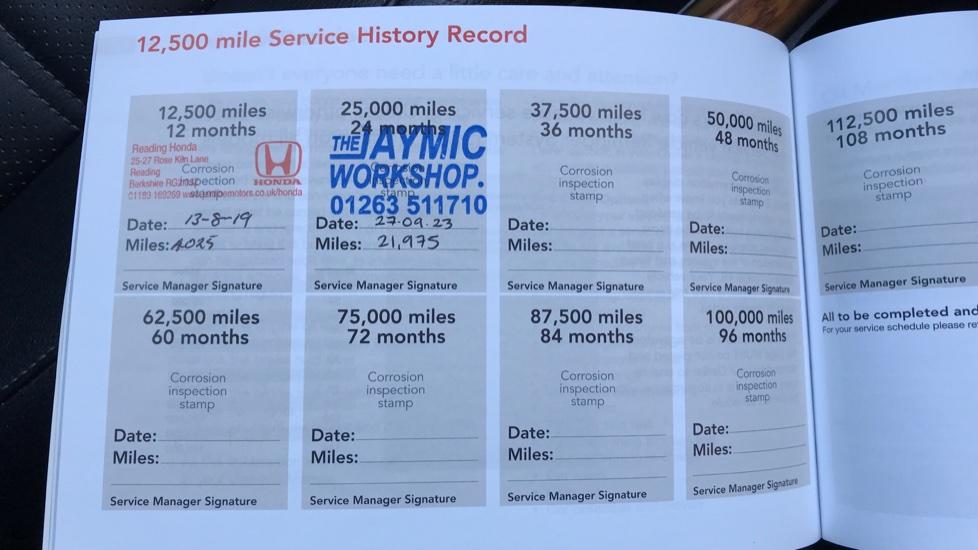 12,500 mile Service History Record
12,500 miles
12 months
Reading Honda
25-27 Rose Kiln Lane
Reading
Berkshire
Corrosion
inspection
stamp
HONDA
Date: 13-8-19
Miles: 4025
Service Manager Signature
25,000 miles
24 months
THE JAYMIC
WORKSHOP.
01263 511710
Date: 27.09.23
Miles: 21,975
Service Manager Signature
37,500 miles
36 months
Corrosion
inspection
stamp
Date:
Miles:
Service Manager Signature
50,000 miles
48 months
Corrosion
inspection
stamp
Date:
Miles:
Service Manager Signature
62,500 miles
60 months
Corrosion
inspection
stamp
Date:
Miles:
Service Manager Signature
75,000 miles
72 months
Corrosion
inspection
stamp
Date:
Miles:
Service Manager Signature
87,500 miles
84 months
Corrosion
inspection
stamp
Date:
Miles:
Service Manager Signature
100,000 miles
96 months
Corrosion
inspection
stamp
Date:
Miles:
Service Manager Signature
112,500 miles
108 months
Corrosion
inspection
stamp
Date:
Miles:
Service Manager Signature
All to be completed and
For your service schedule please